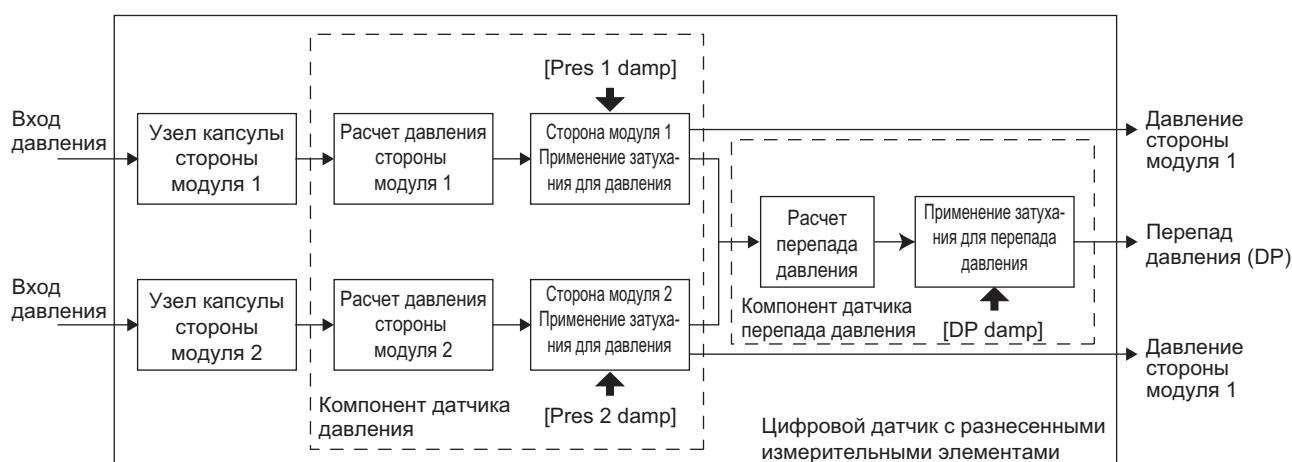 [Pres 1 damp]
Вход
давления
Узел капсулы
стороны
модуля 1
Расчет давления
стороны
модуля 1
Сторона модуля 1
Применение затуха-
ния для давления
Давление
стороны
модуля 1
Расчет
перепада
давления
Применение затуха-
ния для перепада
давления
Перепад
давления (DP)
Компонент датчика
перепада давления
[DP damp]
Вход
давления
Узел капсулы
стороны
модуля 2
Расчет давления
стороны
модуля 2
Сторона модуля 2
Применение затуха-
ния для давления
Давление
стороны
модуля 1
Компонент датчика
давления
[Pres 2 damp]
Цифровой датчик с разнесенными
измерительными элементами